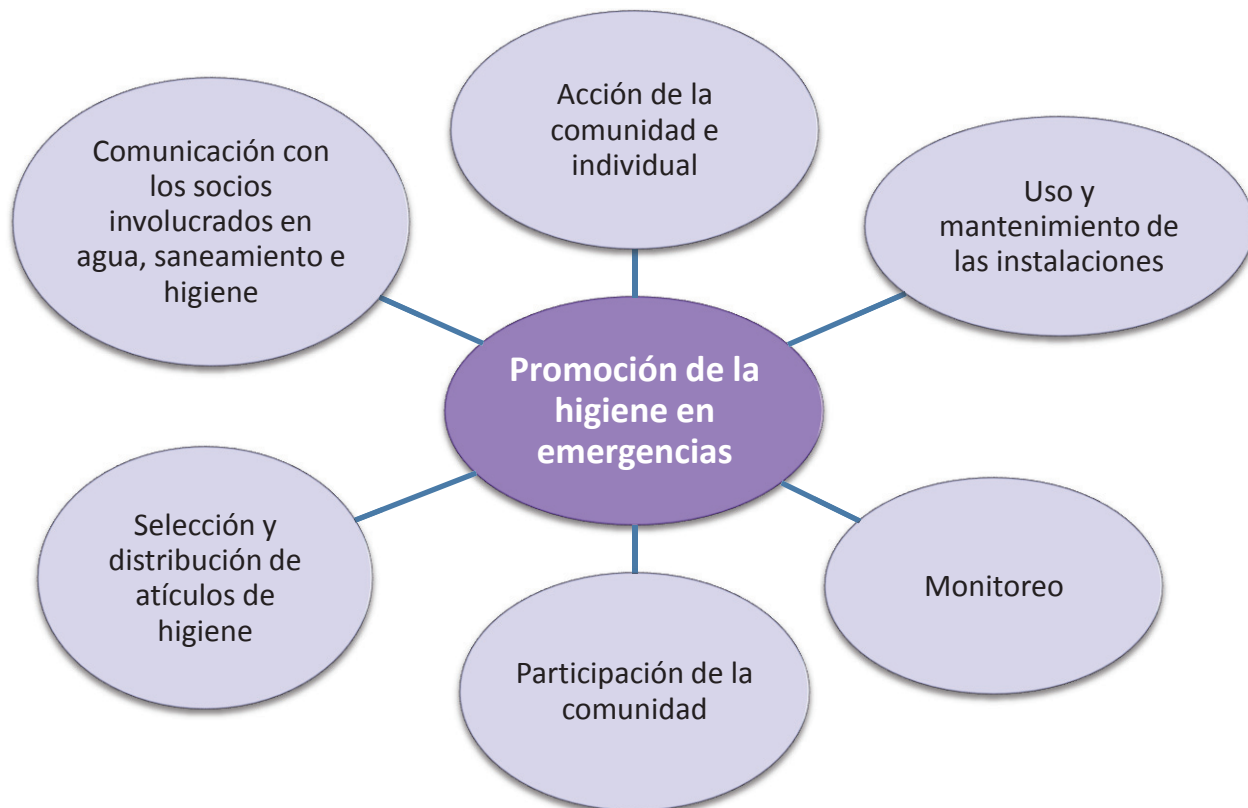 Acción de la
comunidad e
individual
Comunicación con
los socios
involucrados en
agua, saneamiento e
higiene
Uso y
mantenimiento de
las instalaciones
Promoción de la
higiene en
emergencias
Selección y
distribución de
atículos de
higiene
Monitoreo
Participación de la
comunidad